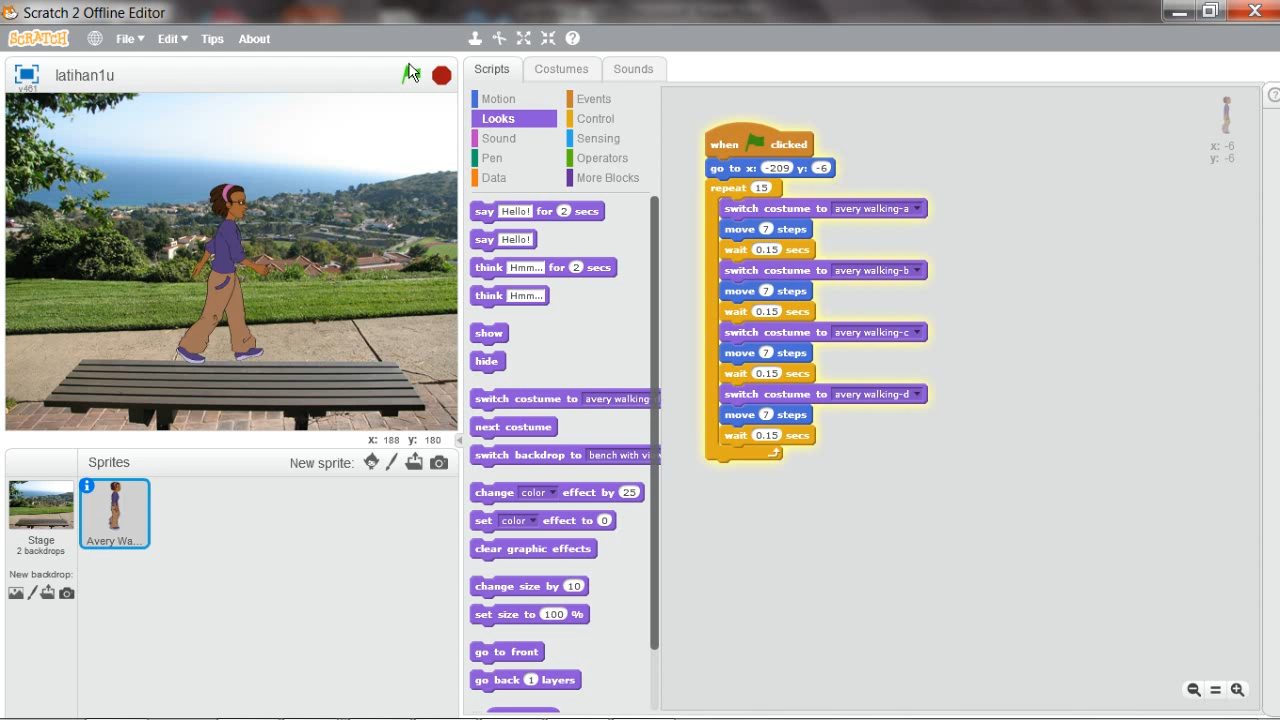 Scratch 2 Offline Editor
SCRATCH
File Edit Tips About
latihan1u
v461
Scripts Costumes Sounds
Motion Events
Looks Control
Sound Sensing
Pen Operators
Data More Blocks
say Hello! for 2 secs
say Hello!
think Hmm... for 2 secs
think Hmm...
show
hide
switch costume to avery walking
next costume
switch backdrop to bench with vi
change color effect by 25
set color effect to 0
clear graphic effects
change size by 10
set size to 100 %
go to front
go back 1 layers
when clicked
go to x: -209 y: -6
repeat 15
switch costume to avery walking-a
move 7 steps
wait 0.15 secs
switch costume to avery walking-b
move 7 steps
wait 0.15 secs
switch costume to avery walking-c
move 7 steps
wait 0.15 secs
switch costume to avery walking-d
move 7 steps
wait 0.15 secs
x: -6
y: -6
x: 188 y: 180
Sprites New sprite:
Stage
2 backdrops
New backdrop:
Avery Wa...